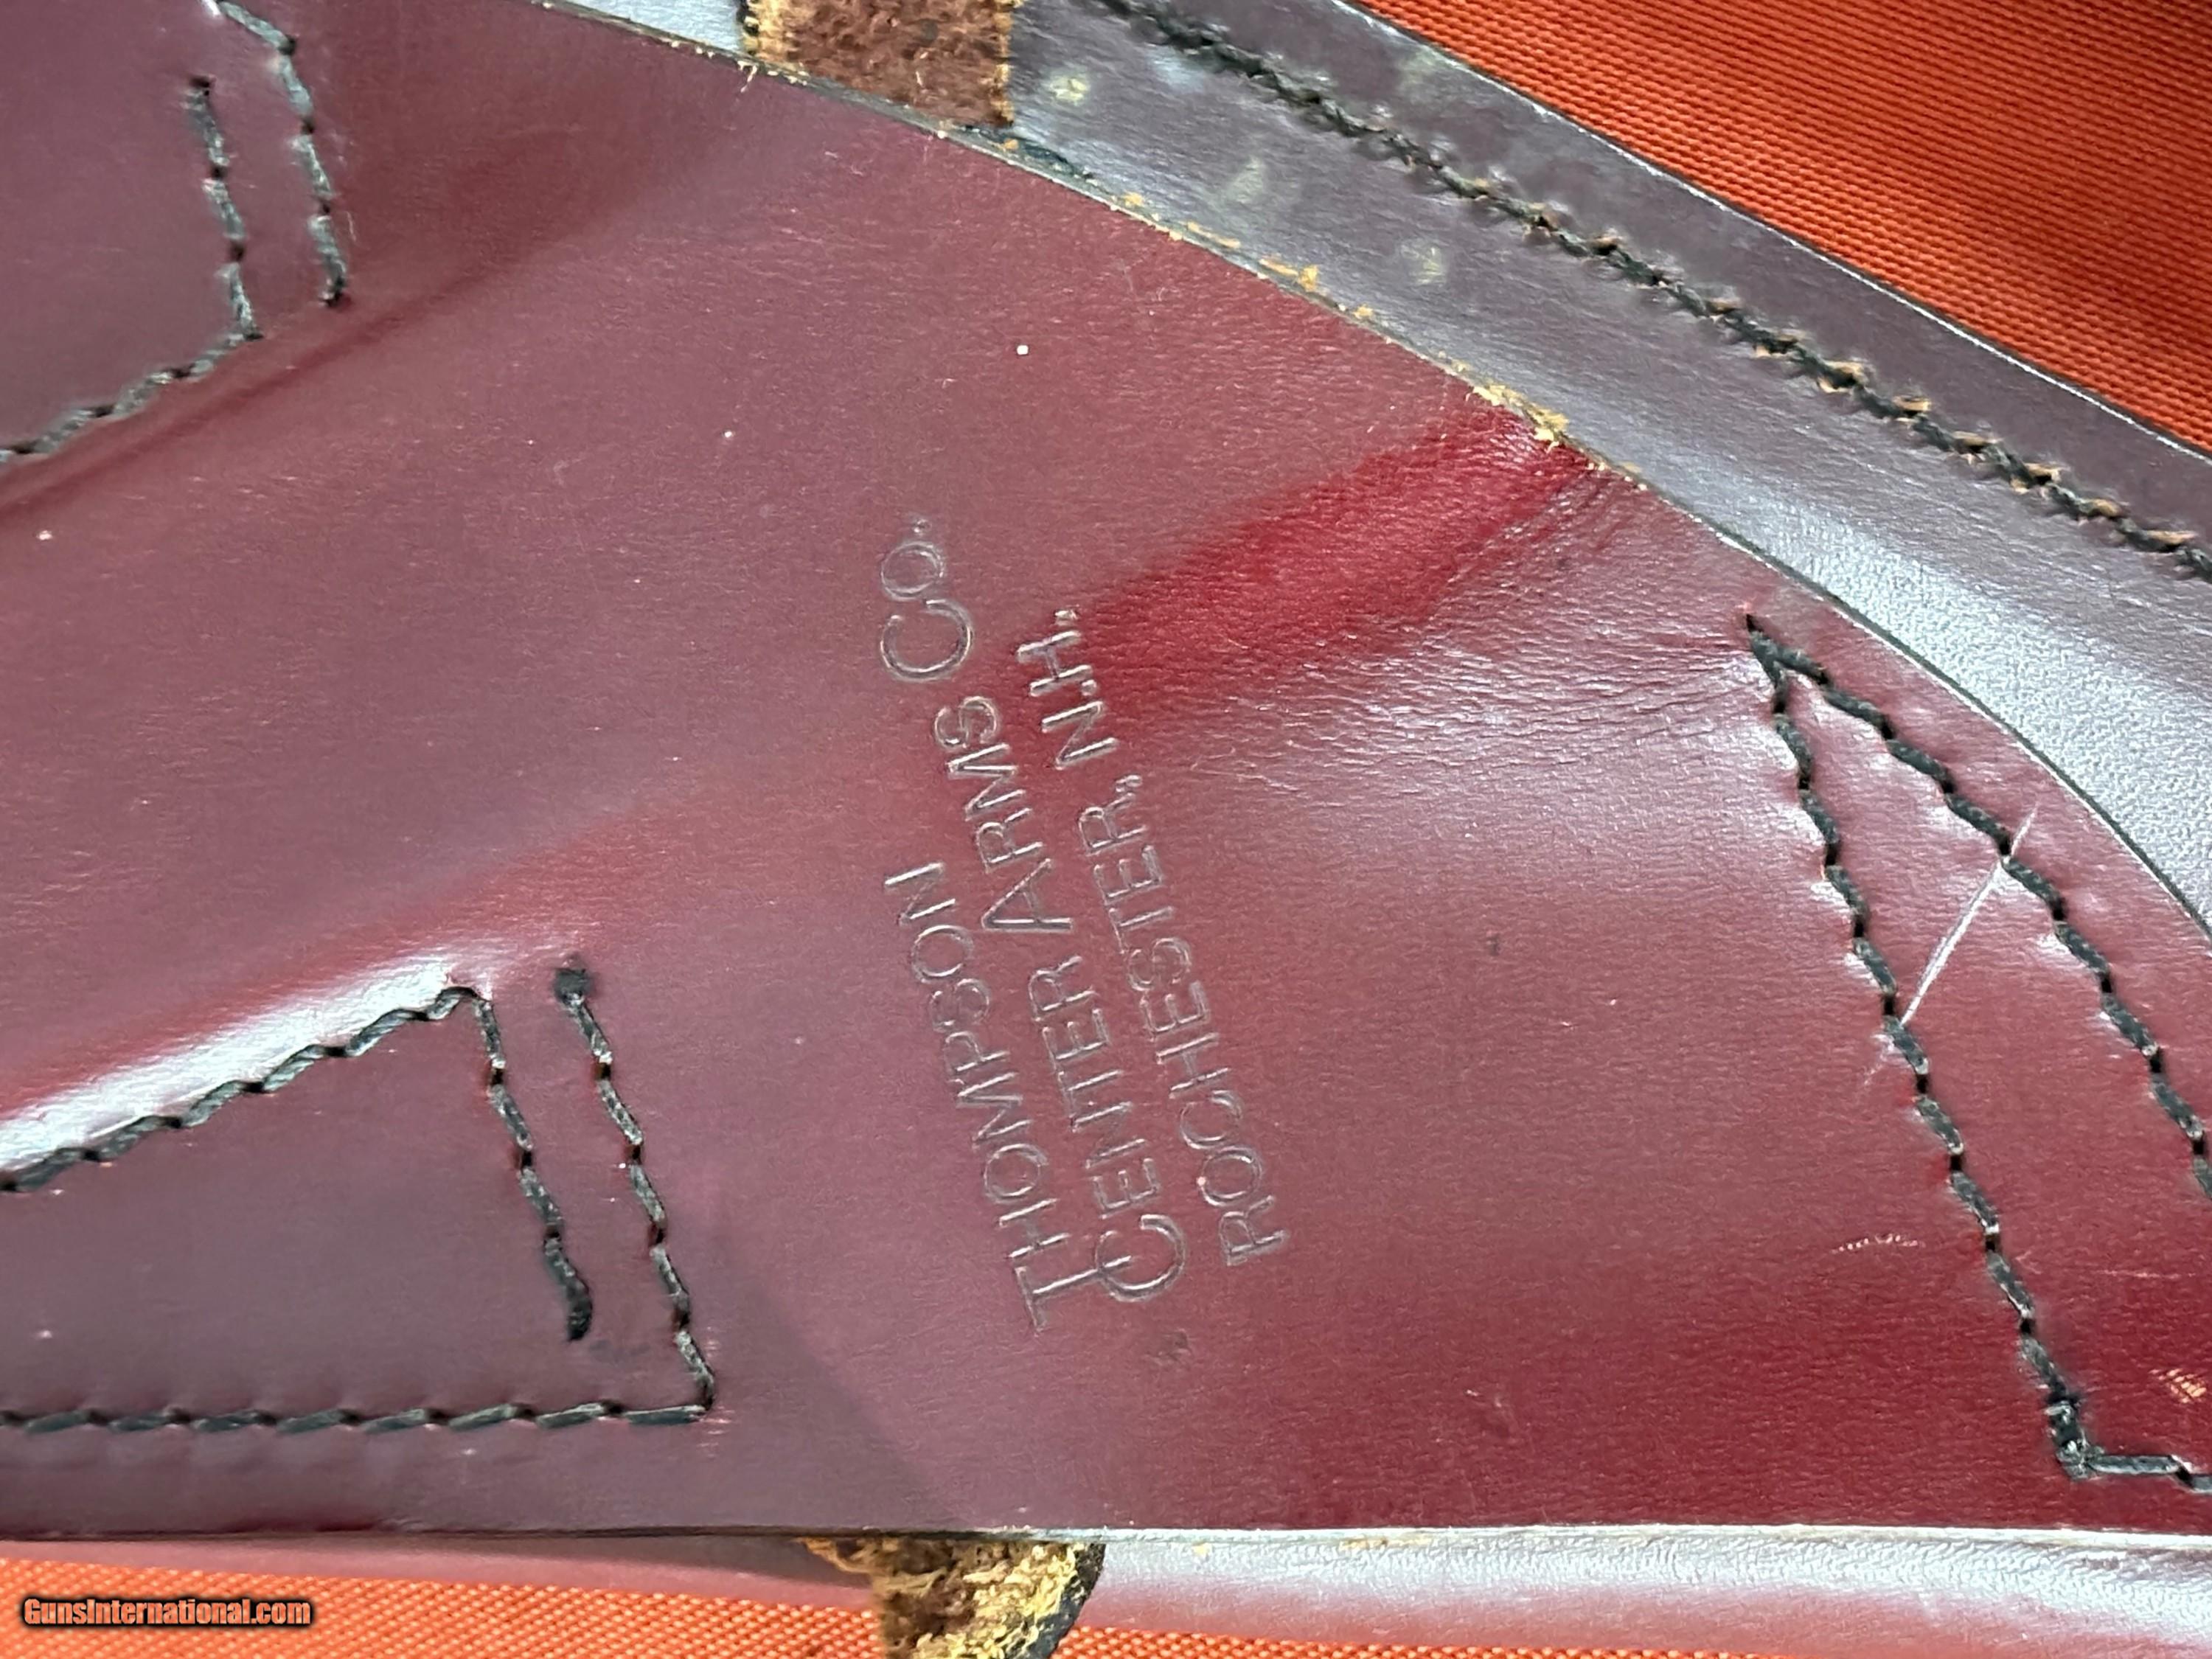 THOMPSON CO.
CENTER ARMS
ROCHESTER, N.H.
GunsInternational.com